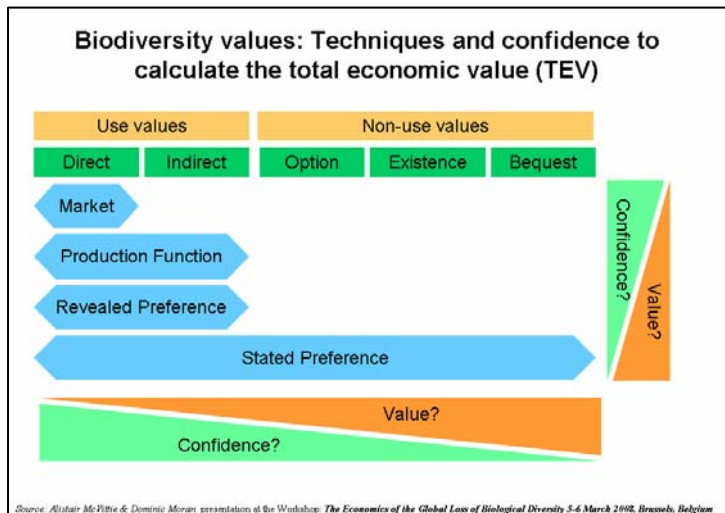 Biodiversity values: Techniques and confidence to
calculate the total economic value (TEV)
Use values
Non-use values
Direct
Indirect
Option
Existence
Bequest
Market
Production Function
Revealed Preference
Stated Preference
Confidence?
Value?
Value?
Confidence?
Source: Alistair McVittie & Dominic Moran presentation at the Workshop: The Economics of the Global Loss of Biological Diversity 5-6 March 2008, Brussels, Belgium